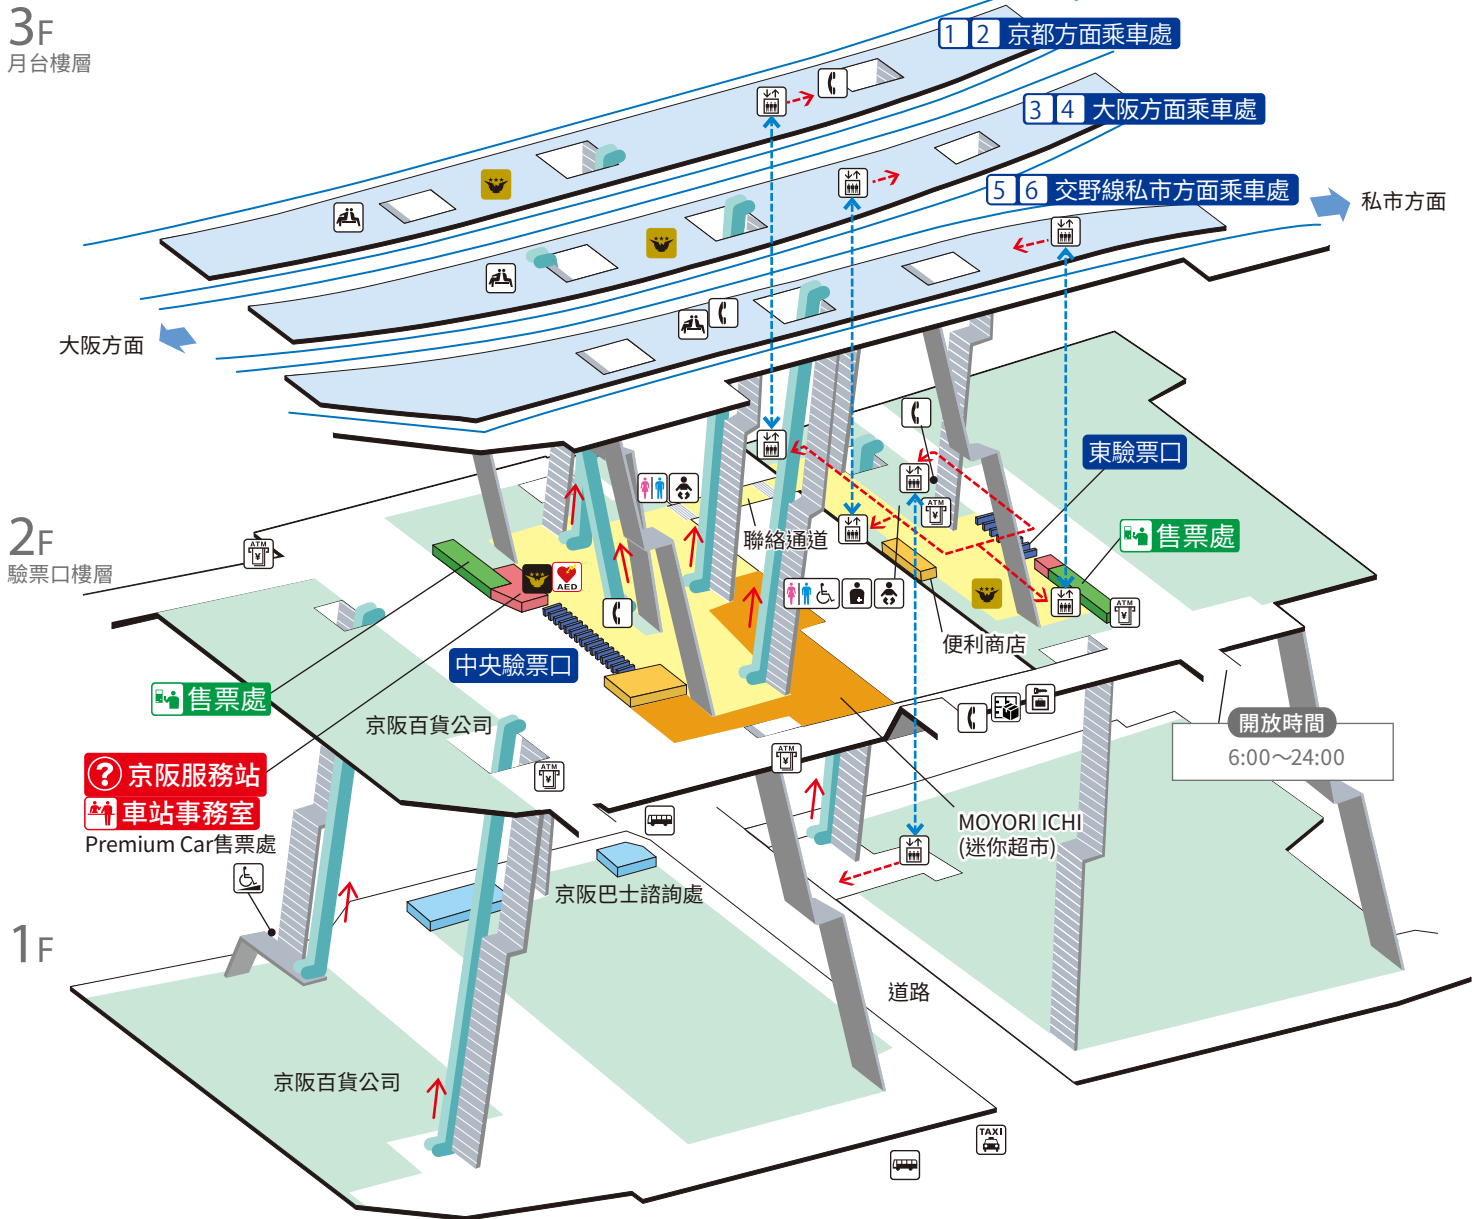 3F
月台樓層
1 2 京都方面乘車處
3 4 大阪方面乘車處
5 6 交野線私市方面乘車處
私市方面
大阪方面
東驗票口
2F
驗票口樓層
ATM
¥
ATM
¥
聯絡通道
售票處
AED
ATM
¥
便利商店
中央驗票口
售票處
京阪百貨公司
開放時間
6:00～24:00
ATM
¥
ATM
¥
? 京阪服務站
車站事務室
Premium Car售票處
MOYORI ICHI
(迷你超市)
京阪巴士諮詢處
1F
道路
京阪百貨公司
TAXI